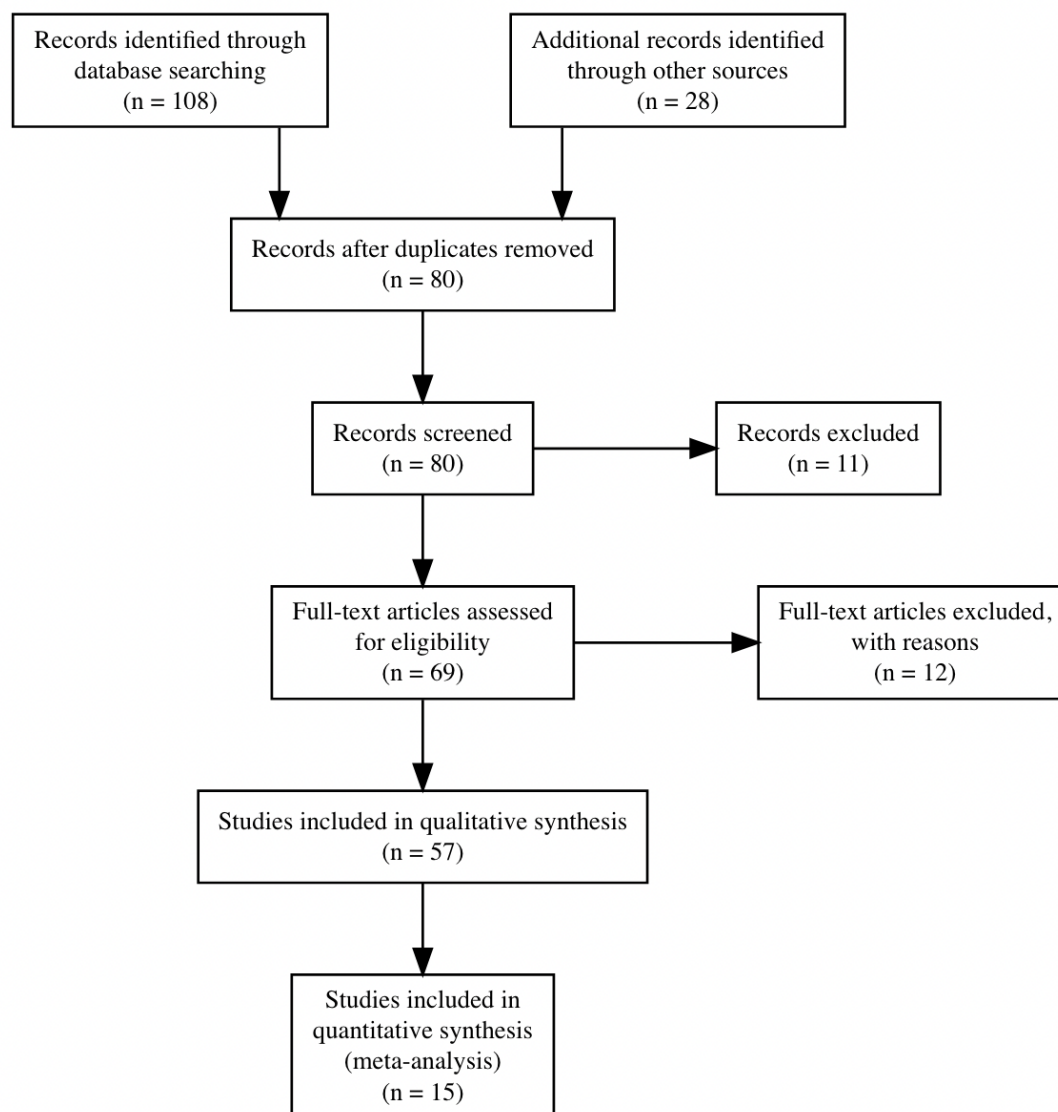 Records identified through
database searching
(n = 108)
Additional records identified
through other sources
(n = 28)
Records after duplicates removed
(n = 80)
Records screened
(n = 80)
Records excluded
(n = 11)
Full-text articles assessed
for eligibility
(n = 69)
Full-text articles excluded,
with reasons
(n = 12)
Studies included in qualitative synthesis
(n = 57)
Studies included in
quantitative synthesis
(meta-analysis)
(n = 15)